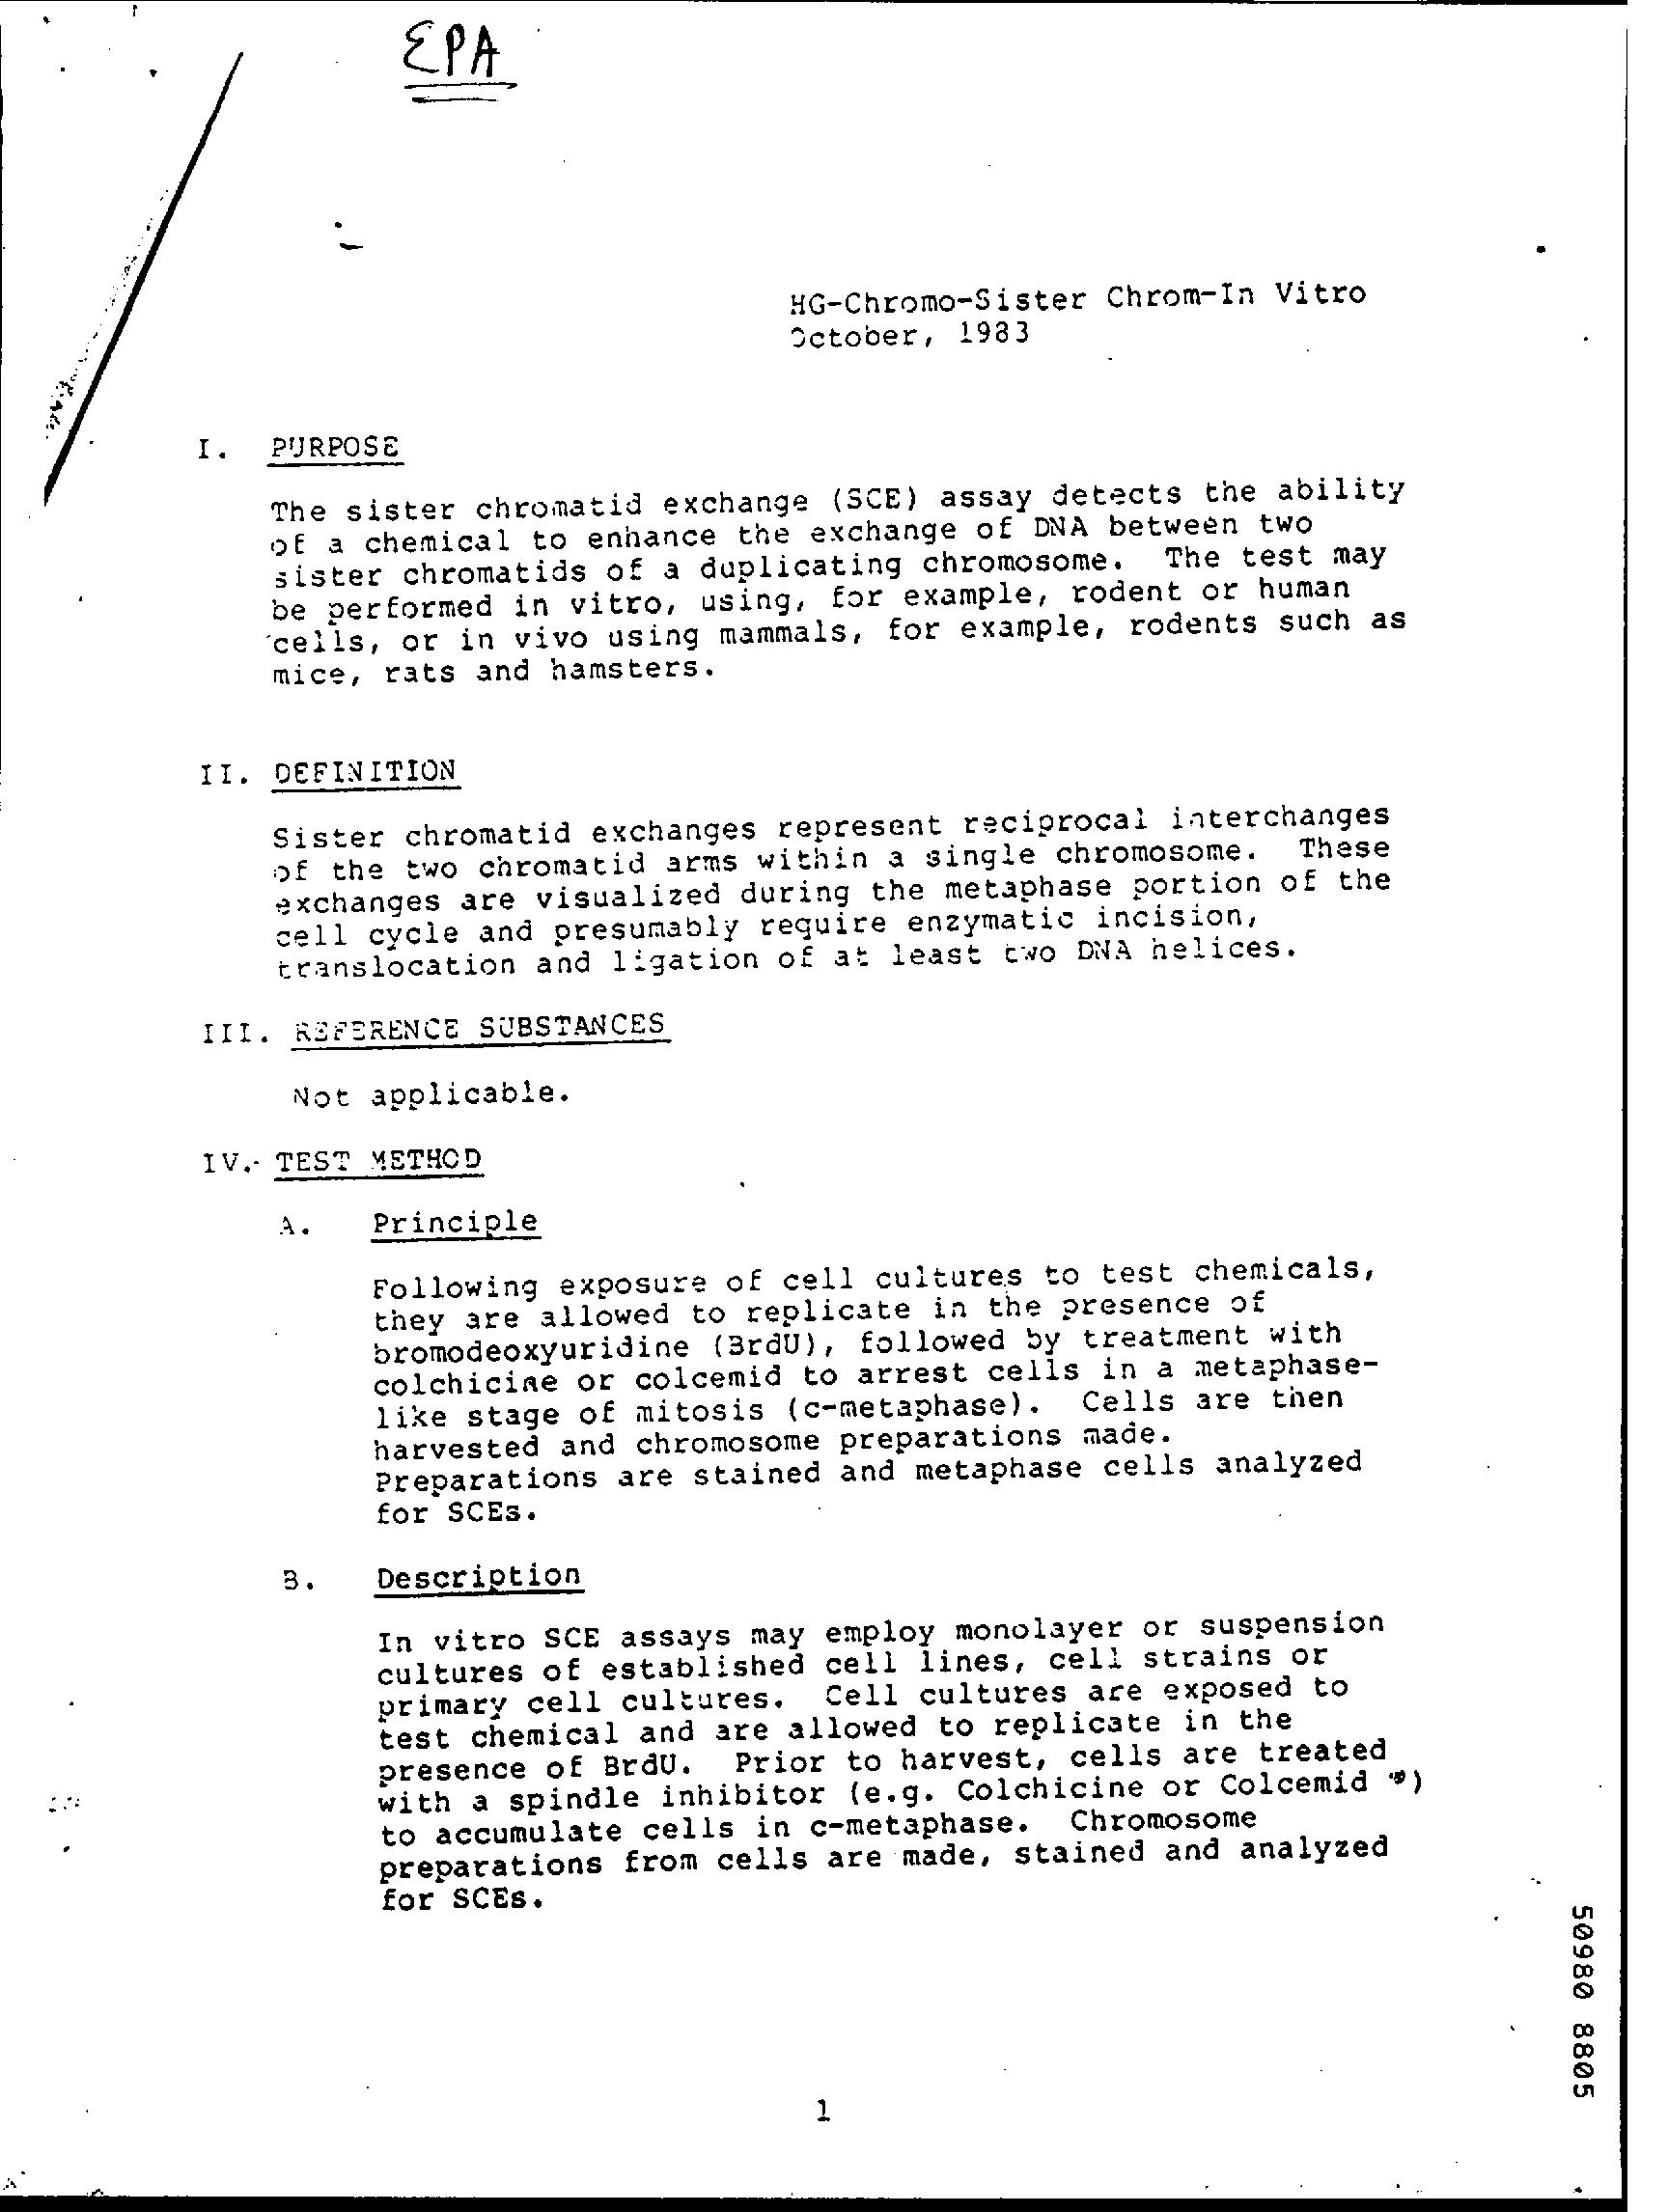 EPA
HG-Chromo-Sister Chrom-In Vitro
October, 1983
I. PURPOSE
The sister chromatid exchange (SCE) assay detects the ability
of a chemical to enhance the exchange of DNA between two
sister chromatids of a duplicating chromosome. The test may
be performed in vitro, using, for example, rodent or human
cells, or in vivo using mammals, for example, rodents such as
mice, rats and hamsters.
II. DEFINITION
Sister chromatid exchanges represent reciprocal interchanges
of the two chromatid arms within a single chromosome. These
exchanges are visualized during the metaphase portion of the
cell cycle and presumably require enzymatic incision,
translocation and ligation of at least two DNA helices.
III. REFERENCE SUBSTANCES
Not applicable.
IV. TEST METHOD
A. Principle
Following exposure of cell cultures to test chemicals,
they are allowed to replicate in the presence of
bromodeoxyuridine (BrdU), followed by treatment with
colchicine or colcemid to arrest cells in a metaphase-
like stage of mitosis (c-metaphase). Cells are then
harvested and chromosome preparations made.
Preparations are stained and metaphase cells analyzed
for SCEs.
B. Description
In vitro SCE assays may employ monolayer or suspension
cultures of established cell lines, cell strains or
primary cell cultures. Cell cultures are exposed to
test chemical and are allowed to replicate in the
presence of BrdU. Prior to harvest, cells are treated
with a spindle inhibitor (e.g. Colchicine or Colcemid ®)
to accumulate cells in c-metaphase. Chromosome
preparations from cells are made, stained and analyzed
for SCEs.
50980 8805
1